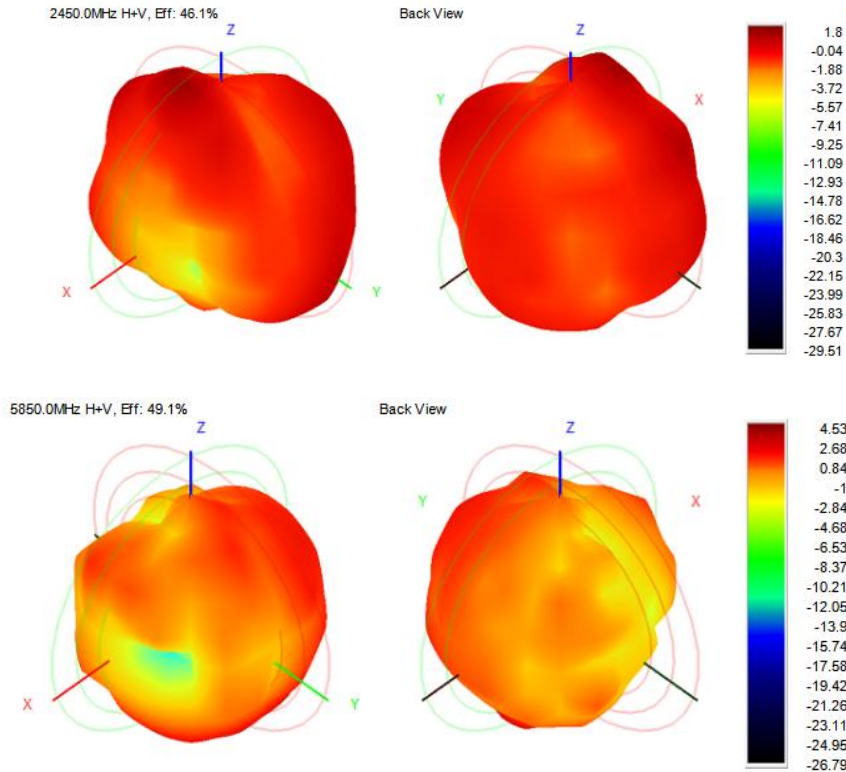 2450.0MHz H+V, Eff: 46.1%
Back View
Z
Z
Y
X
X
Y
1.8
-0.04
-1.88
-3.72
-5.57
-7.41
-9.25
-11.09
-12.93
-14.78
-16.62
-18.46
-20.3
-22.15
-23.99
-25.83
-27.67
-29.51
5850.0MHz H+V, Eff: 49.1%
Back View
Z
Z
Y
X
X
Y
4.53
2.68
0.84
-1
-2.84
-4.68
-6.53
-8.37
-10.21
-12.05
-13.9
-15.74
-17.58
-19.42
-21.26
-23.11
-24.95
-26.79